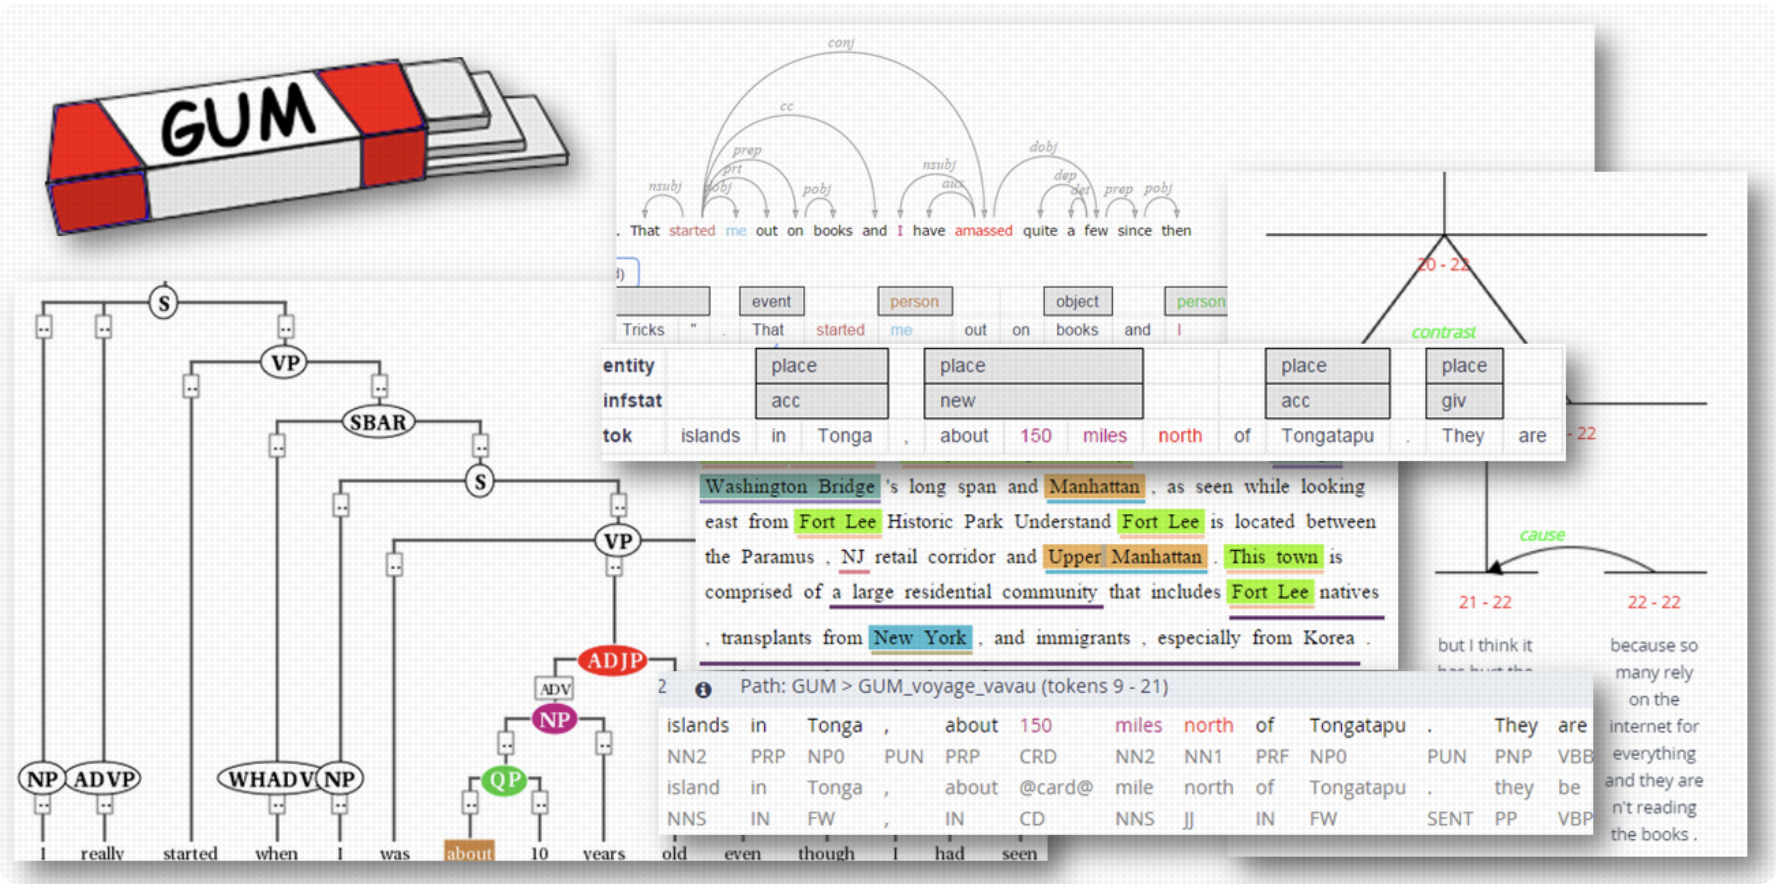 GUM
conj
cc
prep
prt
nsubj
dobj
pobj
nsubj
aux
dobj
dep
det
prep
pobj
. That started me out on books and I have amassed quite a few since then
d)
event person object person
Tricks " . That started me out on books and I
entity place place place place
infstat acc new acc giv
tok islands in Tonga , about 150 miles north of Tongatapu . They are
Washington Bridge 's long span and Manhattan , as seen while looking
east from Fort Lee Historic Park Understand Fort Lee is located between
the Paramus , NJ retail corridor and Upper Manhattan . This town is
comprised of a large residential community that includes Fort Lee natives
, transplants from New York , and immigrants , especially from Korea .
2 Path: GUM > GUM_voyage_vavau (tokens 9 - 21)
islands in Tonga , about 150 miles north of Tongatapu . They are
NN2 PRP NP0 PUN PRP CRD NN2 NN1 PRF NP0 PUN PNP VBB
island in Tonga , about @card@ mile north of Tongatapu . they be
NNS IN FW , IN CD NNS JJ IN FW SENT PP VBP
20 - 22
contrast
- 22
cause
21 - 22
22 - 22
but I think it
has hurt the
because so
many rely
on the
internet for
everything
and they are
n't reading
the books .
S
VP
SBAR
S
VP
ADJP
ADV
NP
QP
NP ADVP WHADV NP
I really started when I was about 10 years old even though I had seen